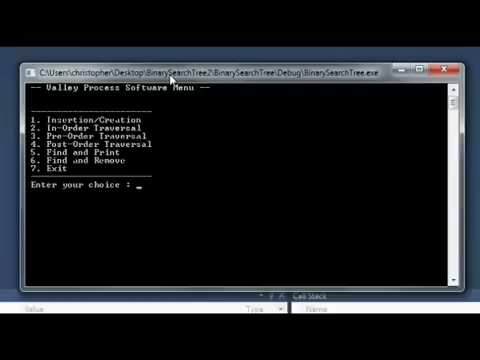 C:\Users\christopher\Desktop\BinarySearchTree2\BinarySearchTree\Debug\BinarySearchTree.exe
-- Valley Process Software Menu --
------------------------
1. Insertion/Creation
2. In-Order Traversal
3. Pre-Order Traversal
4. Post-Order Traversal
5. Find and Print
6. Find and Remove
7. Exit
------------------------
Enter your choice : _
Call Stack
Value Type Name